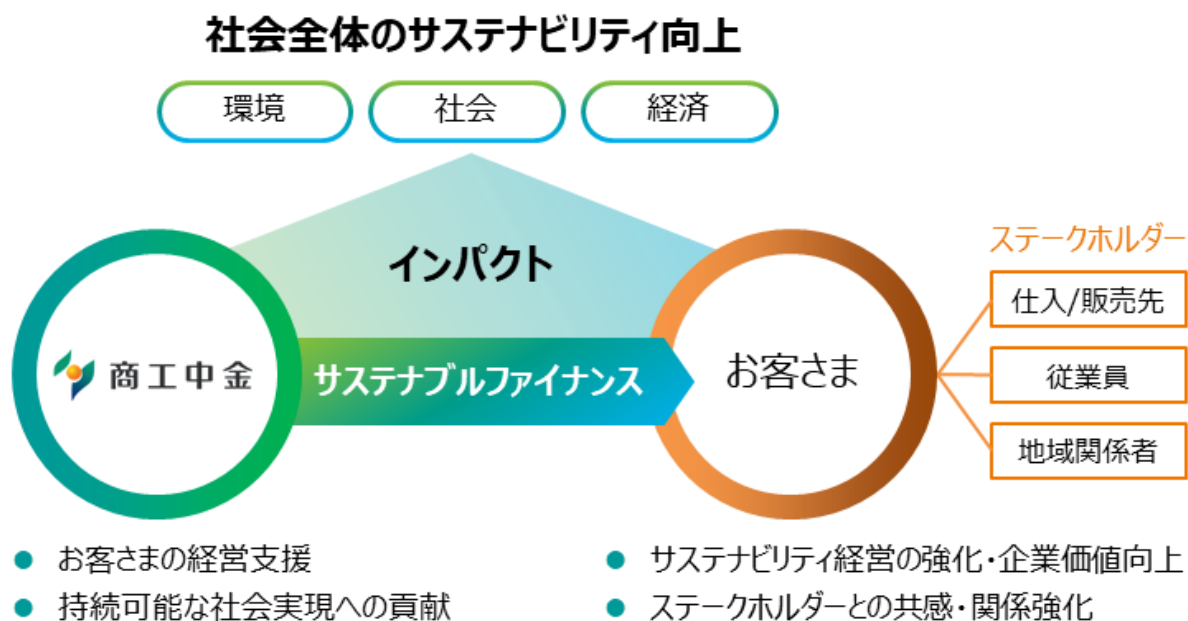 社会全体のサステナビリティ向上
環境
社会
経済
インパクト
商工中金
サステナブルファイナンス
お客さま
ステークホルダー
仕入/販売先
従業員
地域関係者
● お客さまの経営支援
● 持続可能な社会実現への貢献
● サステナビリティ経営の強化・企業価値向上
● ステークホルダーとの共感・関係強化